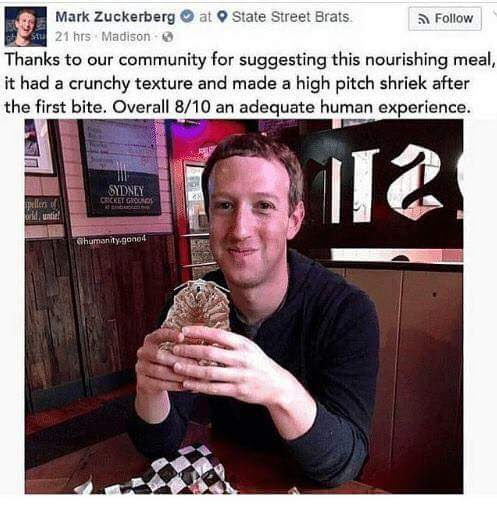 Mark Zuckerberg at State Street Brats.
Follow
21 hrs · Madison ·
Thanks to our community for suggesting this nourishing meal,
it had a crunchy texture and made a high pitch shriek after
the first bite. Overall 8/10 an adequate human experience.
SYDNEY
CRICKET GROUNDS
@humanity.gone4